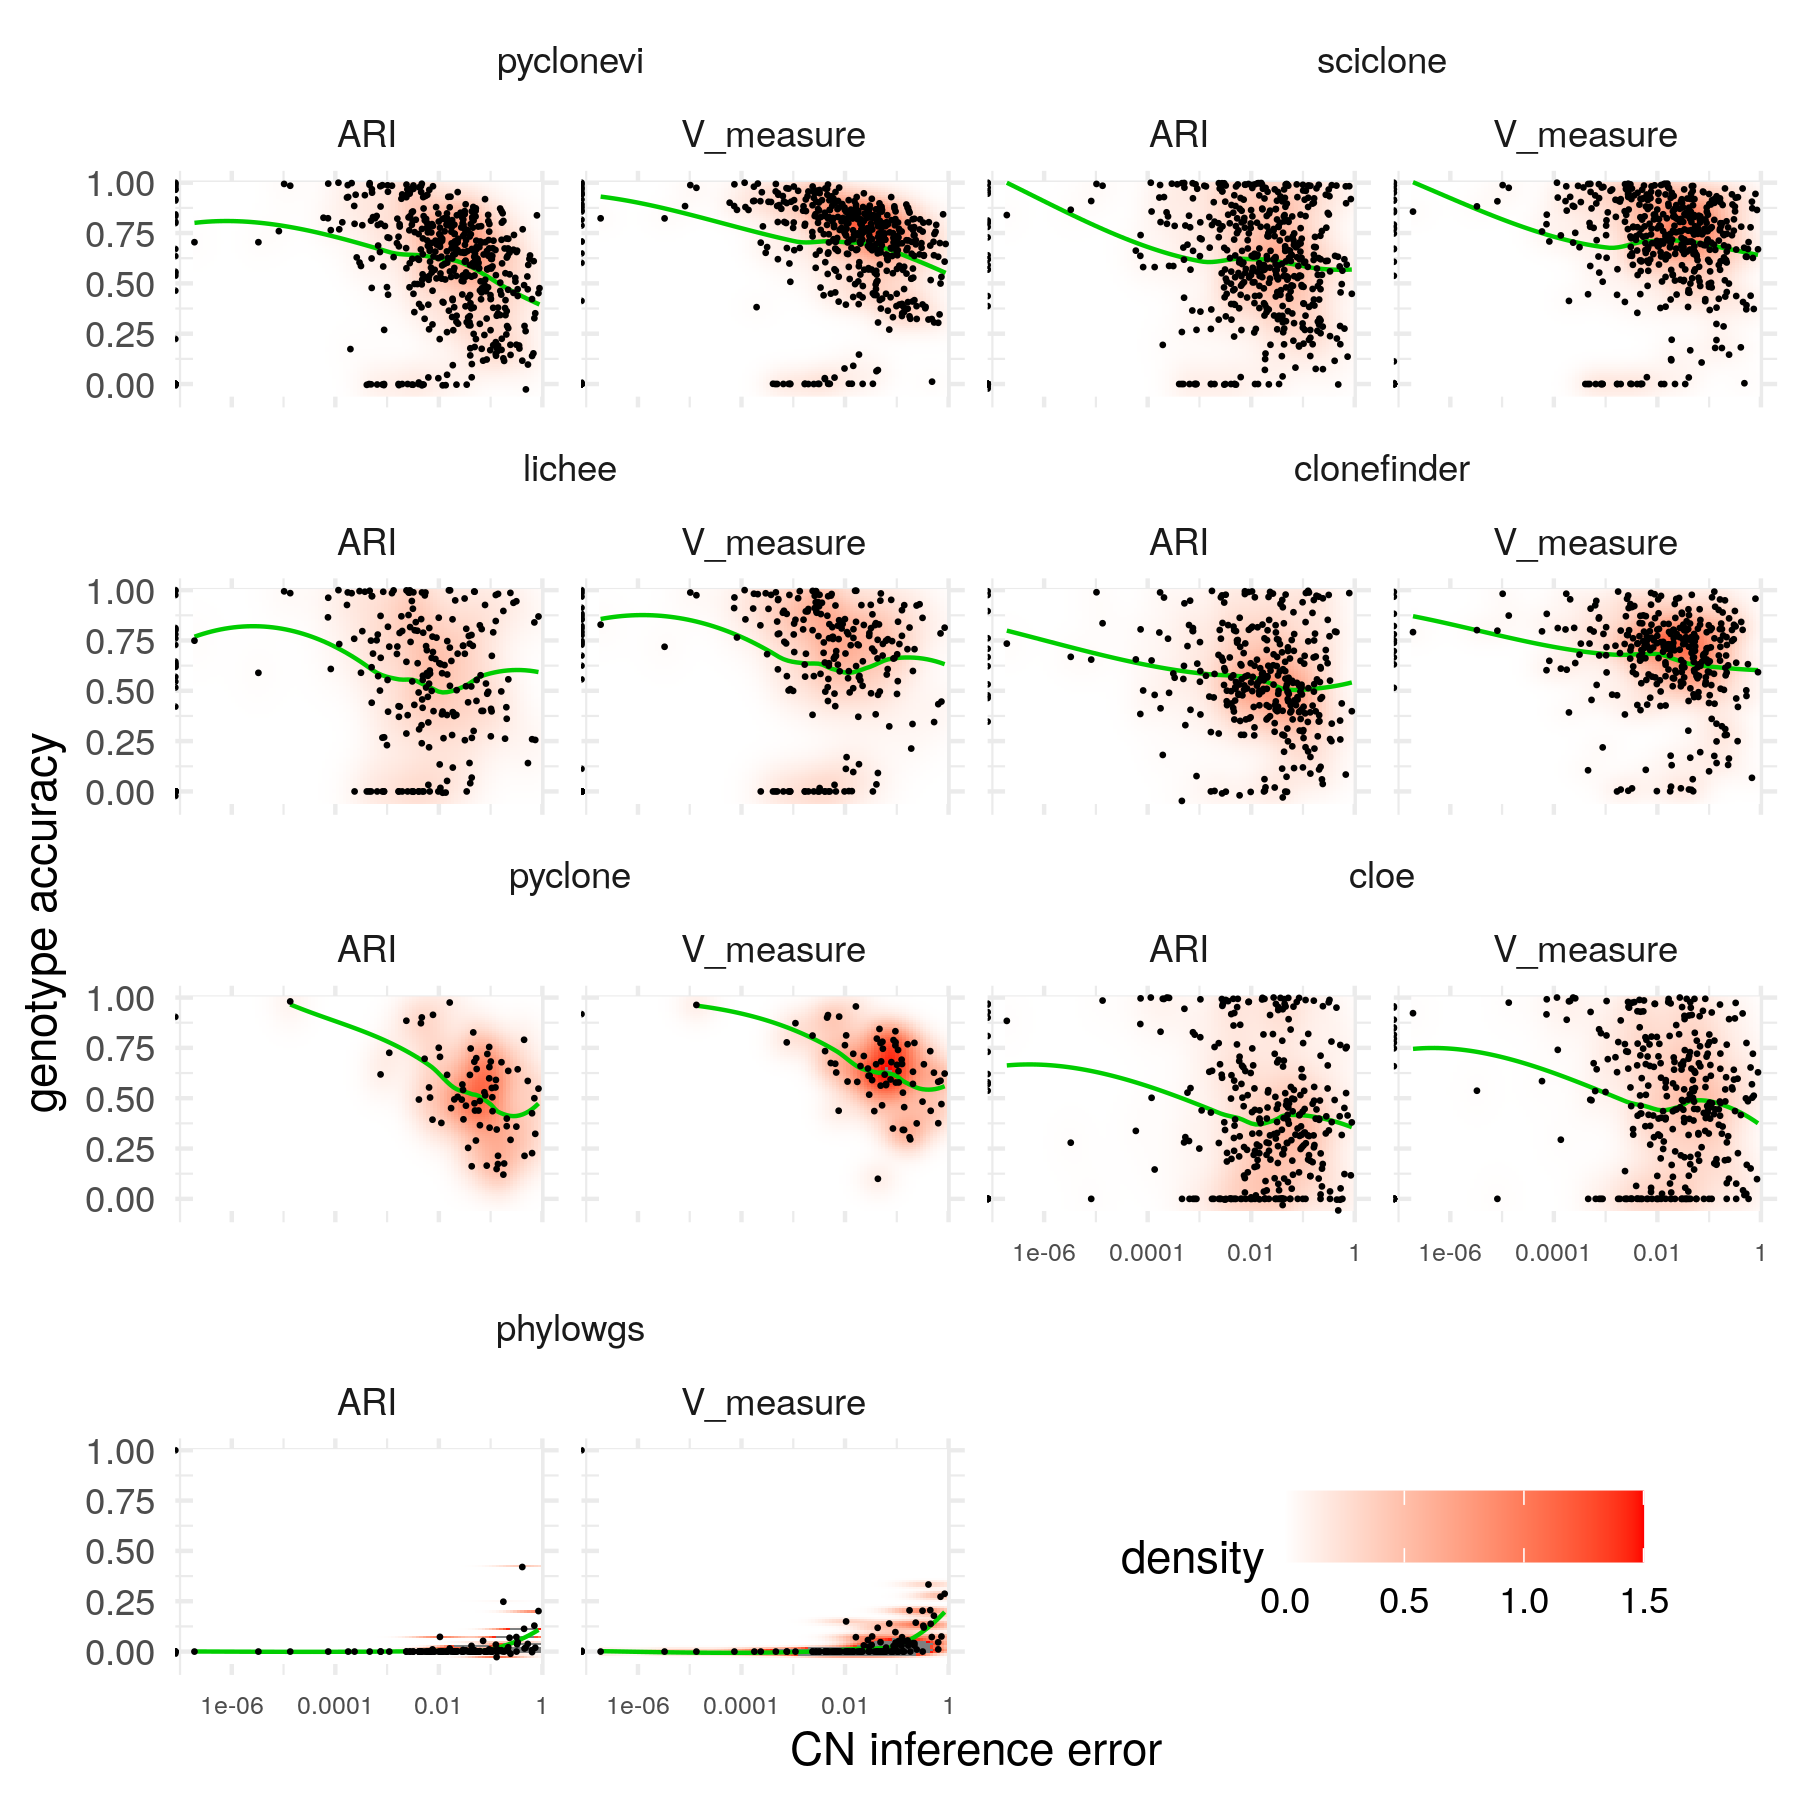 pyclonevi sciclone
ARI V_measure ARI V_measure
1.00
0.75
0.50
0.25
0.00
lichee clonefinder
ARI V_measure ARI V_measure
1.00
0.75
0.50
0.25
0.00
genotype accuracy
pyclone cloe
ARI V_measure ARI V_measure
1.00
0.75
0.50
0.25
0.00
1e-06 0.0001 0.01 1 1e-06 0.0001 0.01 1
phylowgs
ARI V_measure
1.00
0.75
0.50
0.25
0.00
1e-06 0.0001 0.01 1 1e-06 0.0001 0.01 1
CN inference error
density
0.0 0.5 1.0 1.5